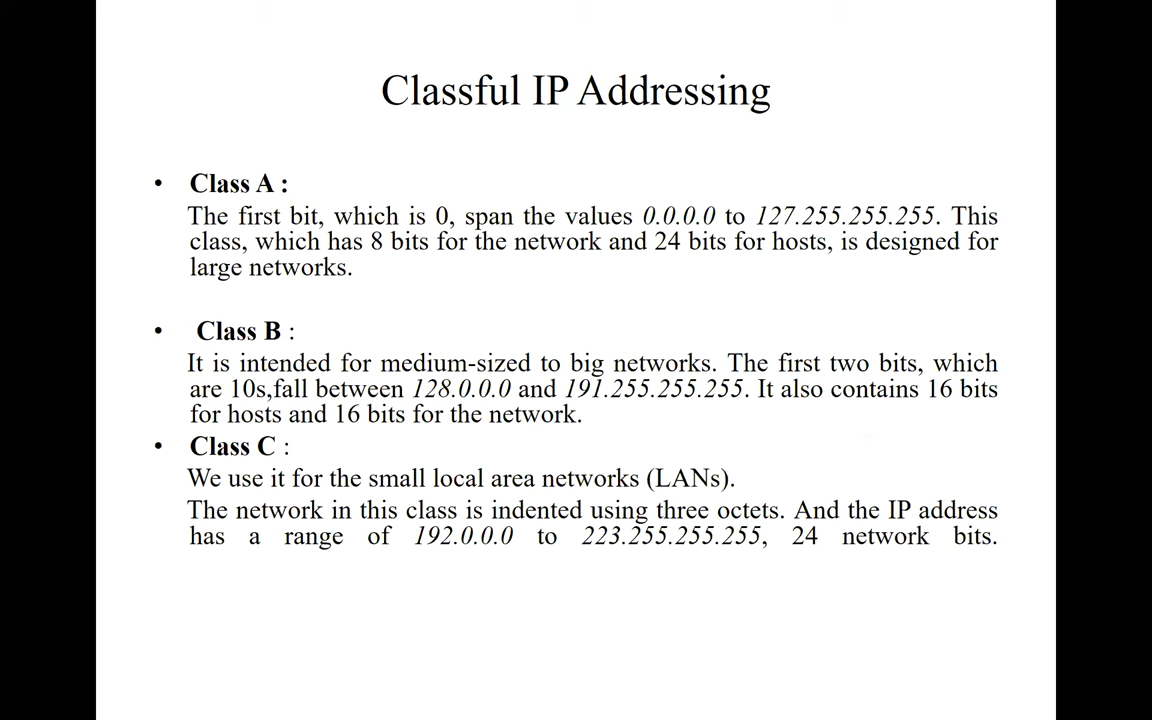 Classful IP Addressing
• Class A :
The first bit, which is 0, span the values 0.0.0.0 to 127.255.255.255. This
class, which has 8 bits for the network and 24 bits for hosts, is designed for
large networks.
• Class B :
It is intended for medium-sized to big networks. The first two bits, which
are 10s,fall between 128.0.0.0 and 191.255.255.255. It also contains 16 bits
for hosts and 16 bits for the network.
• Class C :
We use it for the small local area networks (LANs).
The network in this class is indented using three octets. And the IP address
has a range of 192.0.0.0 to 223.255.255.255, 24 network bits.